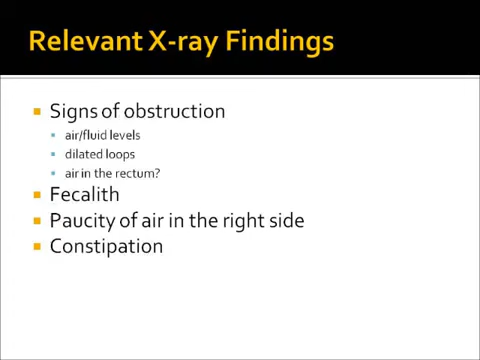 Relevant X-ray Findings
Signs of obstruction
air/fluid levels
dilated loops
air in the rectum?
Fecalith
Paucity of air in the right side
Constipation